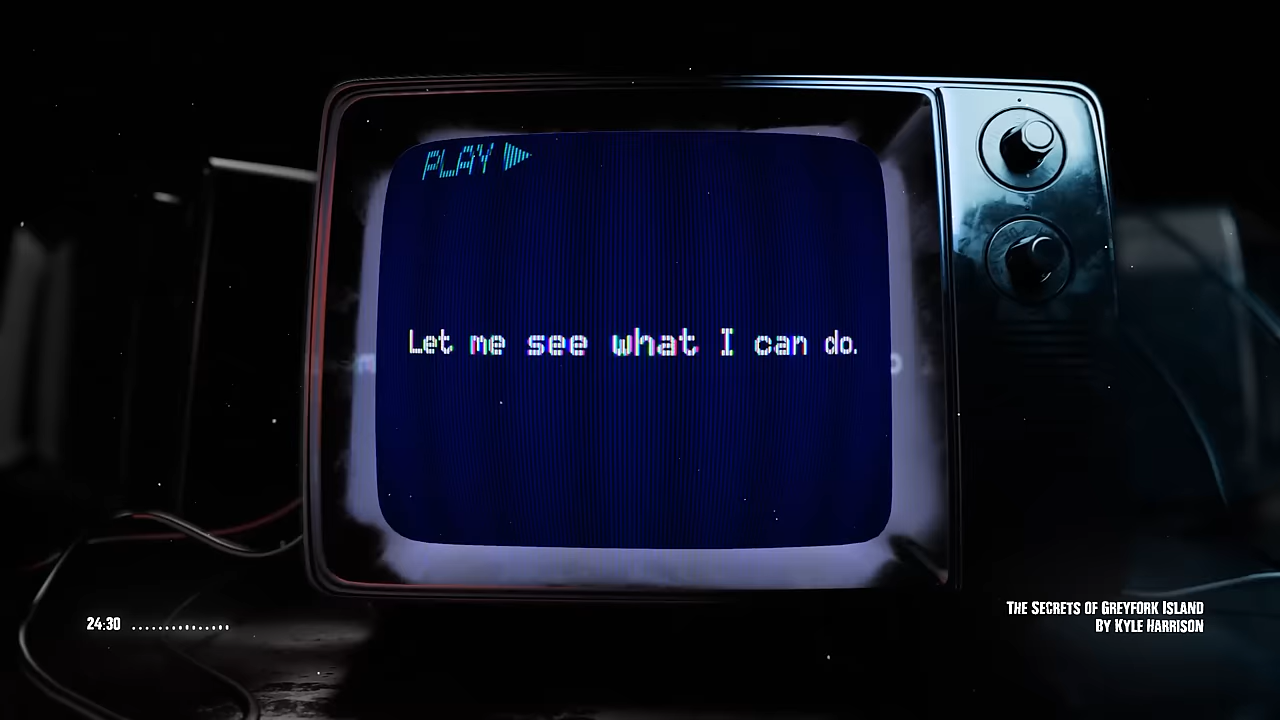 PLAY
Let me see what I can do.
24:30
The Secrets of Greyfork Island
By Kyle Harrison